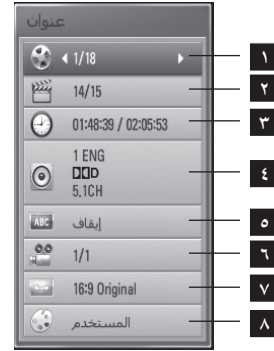 عنوان
1/18 ١
14/15 ٢
01:48:39 / 02:05:53 ٣
1 ENG
DD D ٤
5.1CH
ABC إيقاف ٥
1/1 ٦
16:9 Original ٧
المستخدم ٨